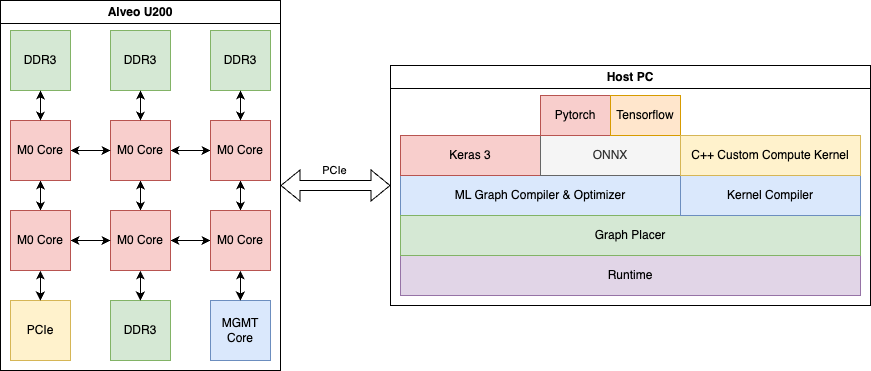 Alveo U200
DDR3
DDR3
DDR3
M0 Core
M0 Core
M0 Core
M0 Core
M0 Core
M0 Core
PCIe
DDR3
MGMT
Core
PCIe
Host PC
Pytorch
Tensorflow
Keras 3
ONNX
C++ Custom Compute Kernel
ML Graph Compiler & Optimizer
Kernel Compiler
Graph Placer
Runtime